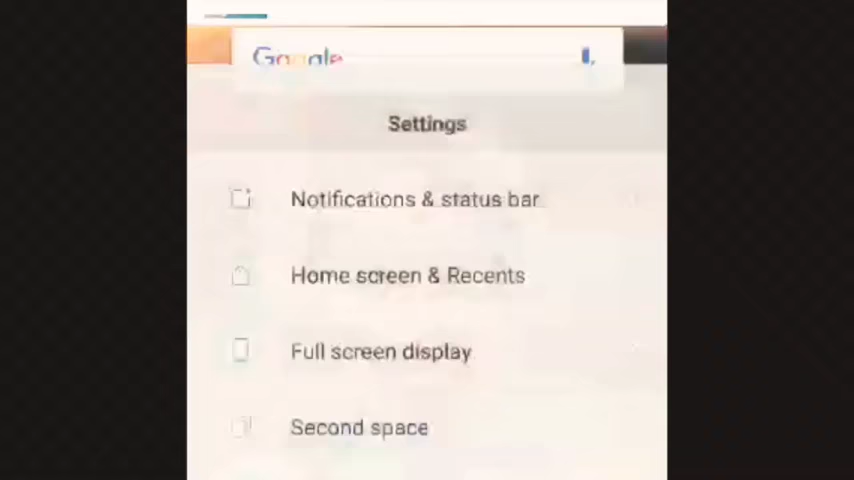 Google
Settings
Notifications & status bar
Home screen & Recents
Full screen display
Second space